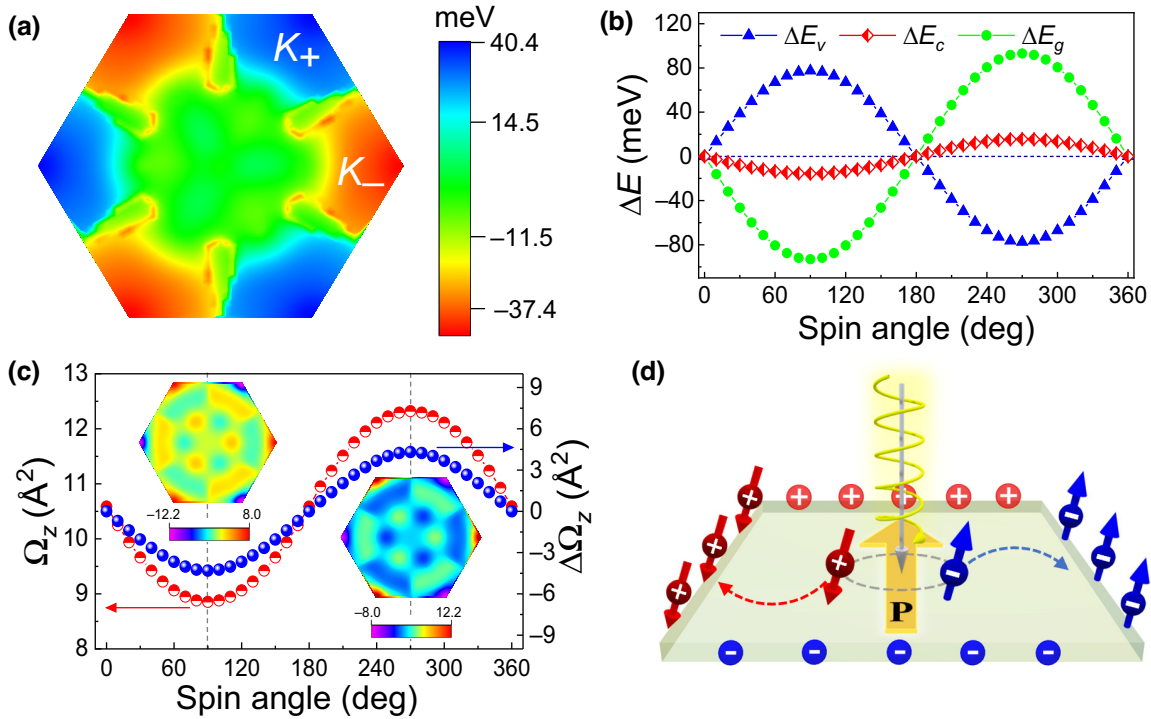 (a)
meV
40.4
14.5
−11.5
−37.4
K+
K−
(b)
ΔEv ΔEc ΔEg
ΔE (meV)
80
40
0
−40
−80
0 60 120 180 240 300 360
Spin angle (deg)
(c)
Ωz (Å²)
13
12
11
10
9
8
−12.2 8.0
−8.0 12.2
9
6
3
0
−3
−6
−9
ΔΩz (Å²)
0 60 120 180 240 300 360
Spin angle (deg)
(d)
+ + + + +
+ + + +
− − − −
P
− − − − −